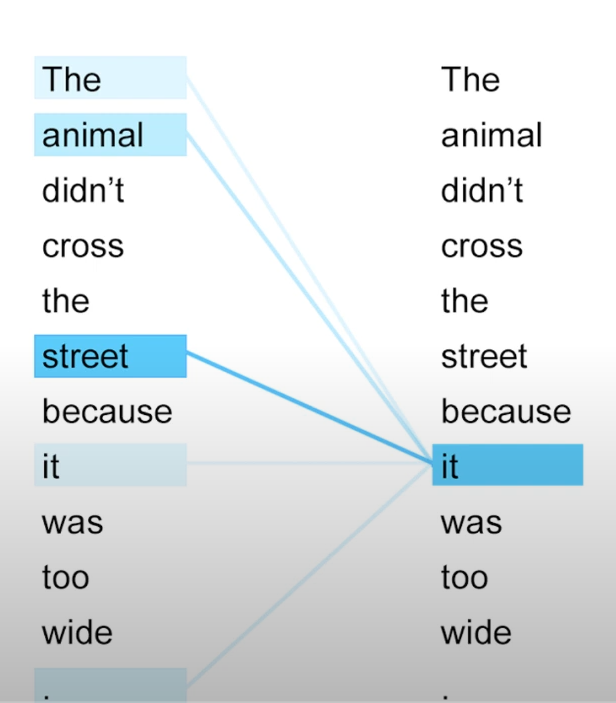 The The
animal animal
didn't didn't
cross cross
the the
street street
because because
it it
was was
too too
wide wide
. .